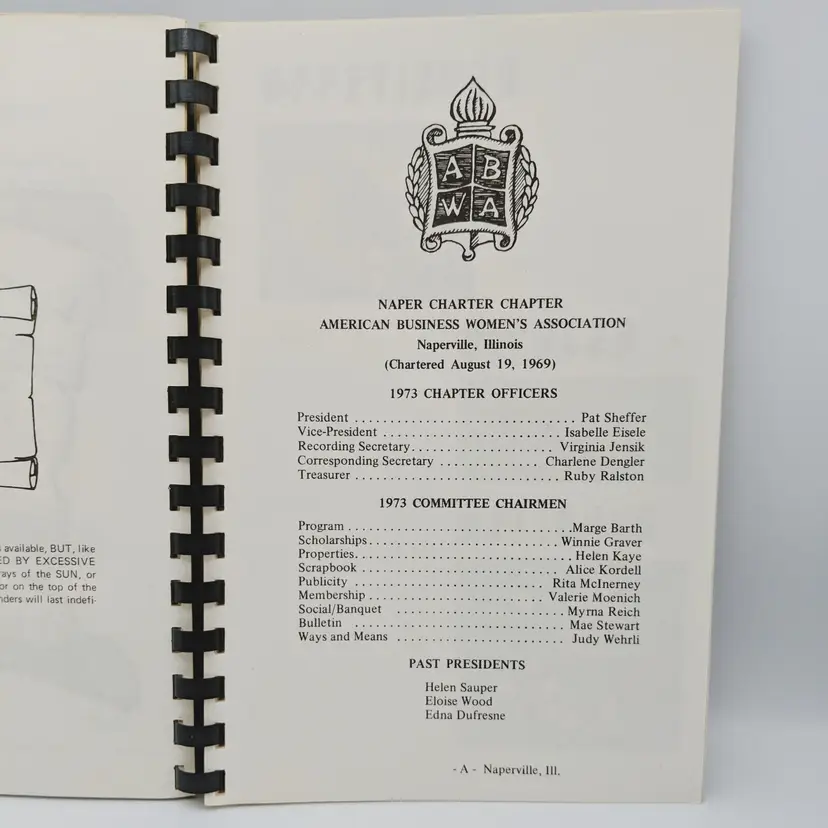 s available, BUT, like
ED BY EXCESSIVE
rays of the SUN, or
or on the top of the
nders will last indefi-
A B
W A
NAPER CHARTER CHAPTER
AMERICAN BUSINESS WOMEN'S ASSOCIATION
Naperville, Illinois
(Chartered August 19, 1969)
1973 CHAPTER OFFICERS
President . . . . . . . . . . . . . . . . . . . . . . . . . . . . . . Pat Sheffer
Vice-President . . . . . . . . . . . . . . . . . . . . . . . . . Isabelle Eisele
Recording Secretary . . . . . . . . . . . . . . . . . . . . Virginia Jensik
Corresponding Secretary . . . . . . . . . . . . . Charlene Dengler
Treasurer . . . . . . . . . . . . . . . . . . . . . . . . . . . . Ruby Ralston
1973 COMMITTEE CHAIRMEN
Program . . . . . . . . . . . . . . . . . . . . . . . . . . . . . . Marge Barth
Scholarships . . . . . . . . . . . . . . . . . . . . . . . . . . Winnie Graver
Properties . . . . . . . . . . . . . . . . . . . . . . . . . . . . . Helen Kaye
Scrapbook . . . . . . . . . . . . . . . . . . . . . . . . . . . Alice Kordell
Publicity . . . . . . . . . . . . . . . . . . . . . . . . . . Rita McInerney
Membership . . . . . . . . . . . . . . . . . . . . . . . . Valerie Moenich
Social/Banquet . . . . . . . . . . . . . . . . . . . . . . . Myrna Reich
Bulletin . . . . . . . . . . . . . . . . . . . . . . . . . . . . Mae Stewart
Ways and Means . . . . . . . . . . . . . . . . . . . . . . Judy Wehrli
PAST PRESIDENTS
Helen Sauper
Eloise Wood
Edna Dufresne
- A - Naperville, Ill.